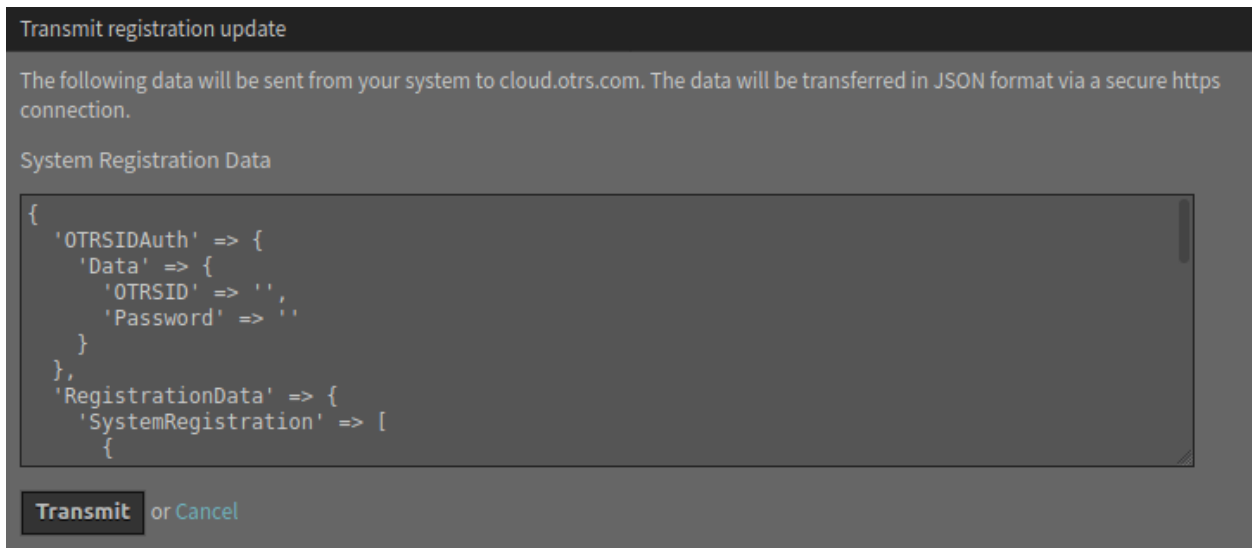 Transmit registration update
The following data will be sent from your system to cloud.otrs.com. The data will be transferred in JSON format via a secure https
connection.
System Registration Data
{
  'OTRSIDAuth' => {
    'Data' => {
      'OTRSID' => '',
      'Password' => ''
    }
  },
  'RegistrationData' => {
    'SystemRegistration' => [
      {
Transmit or Cancel